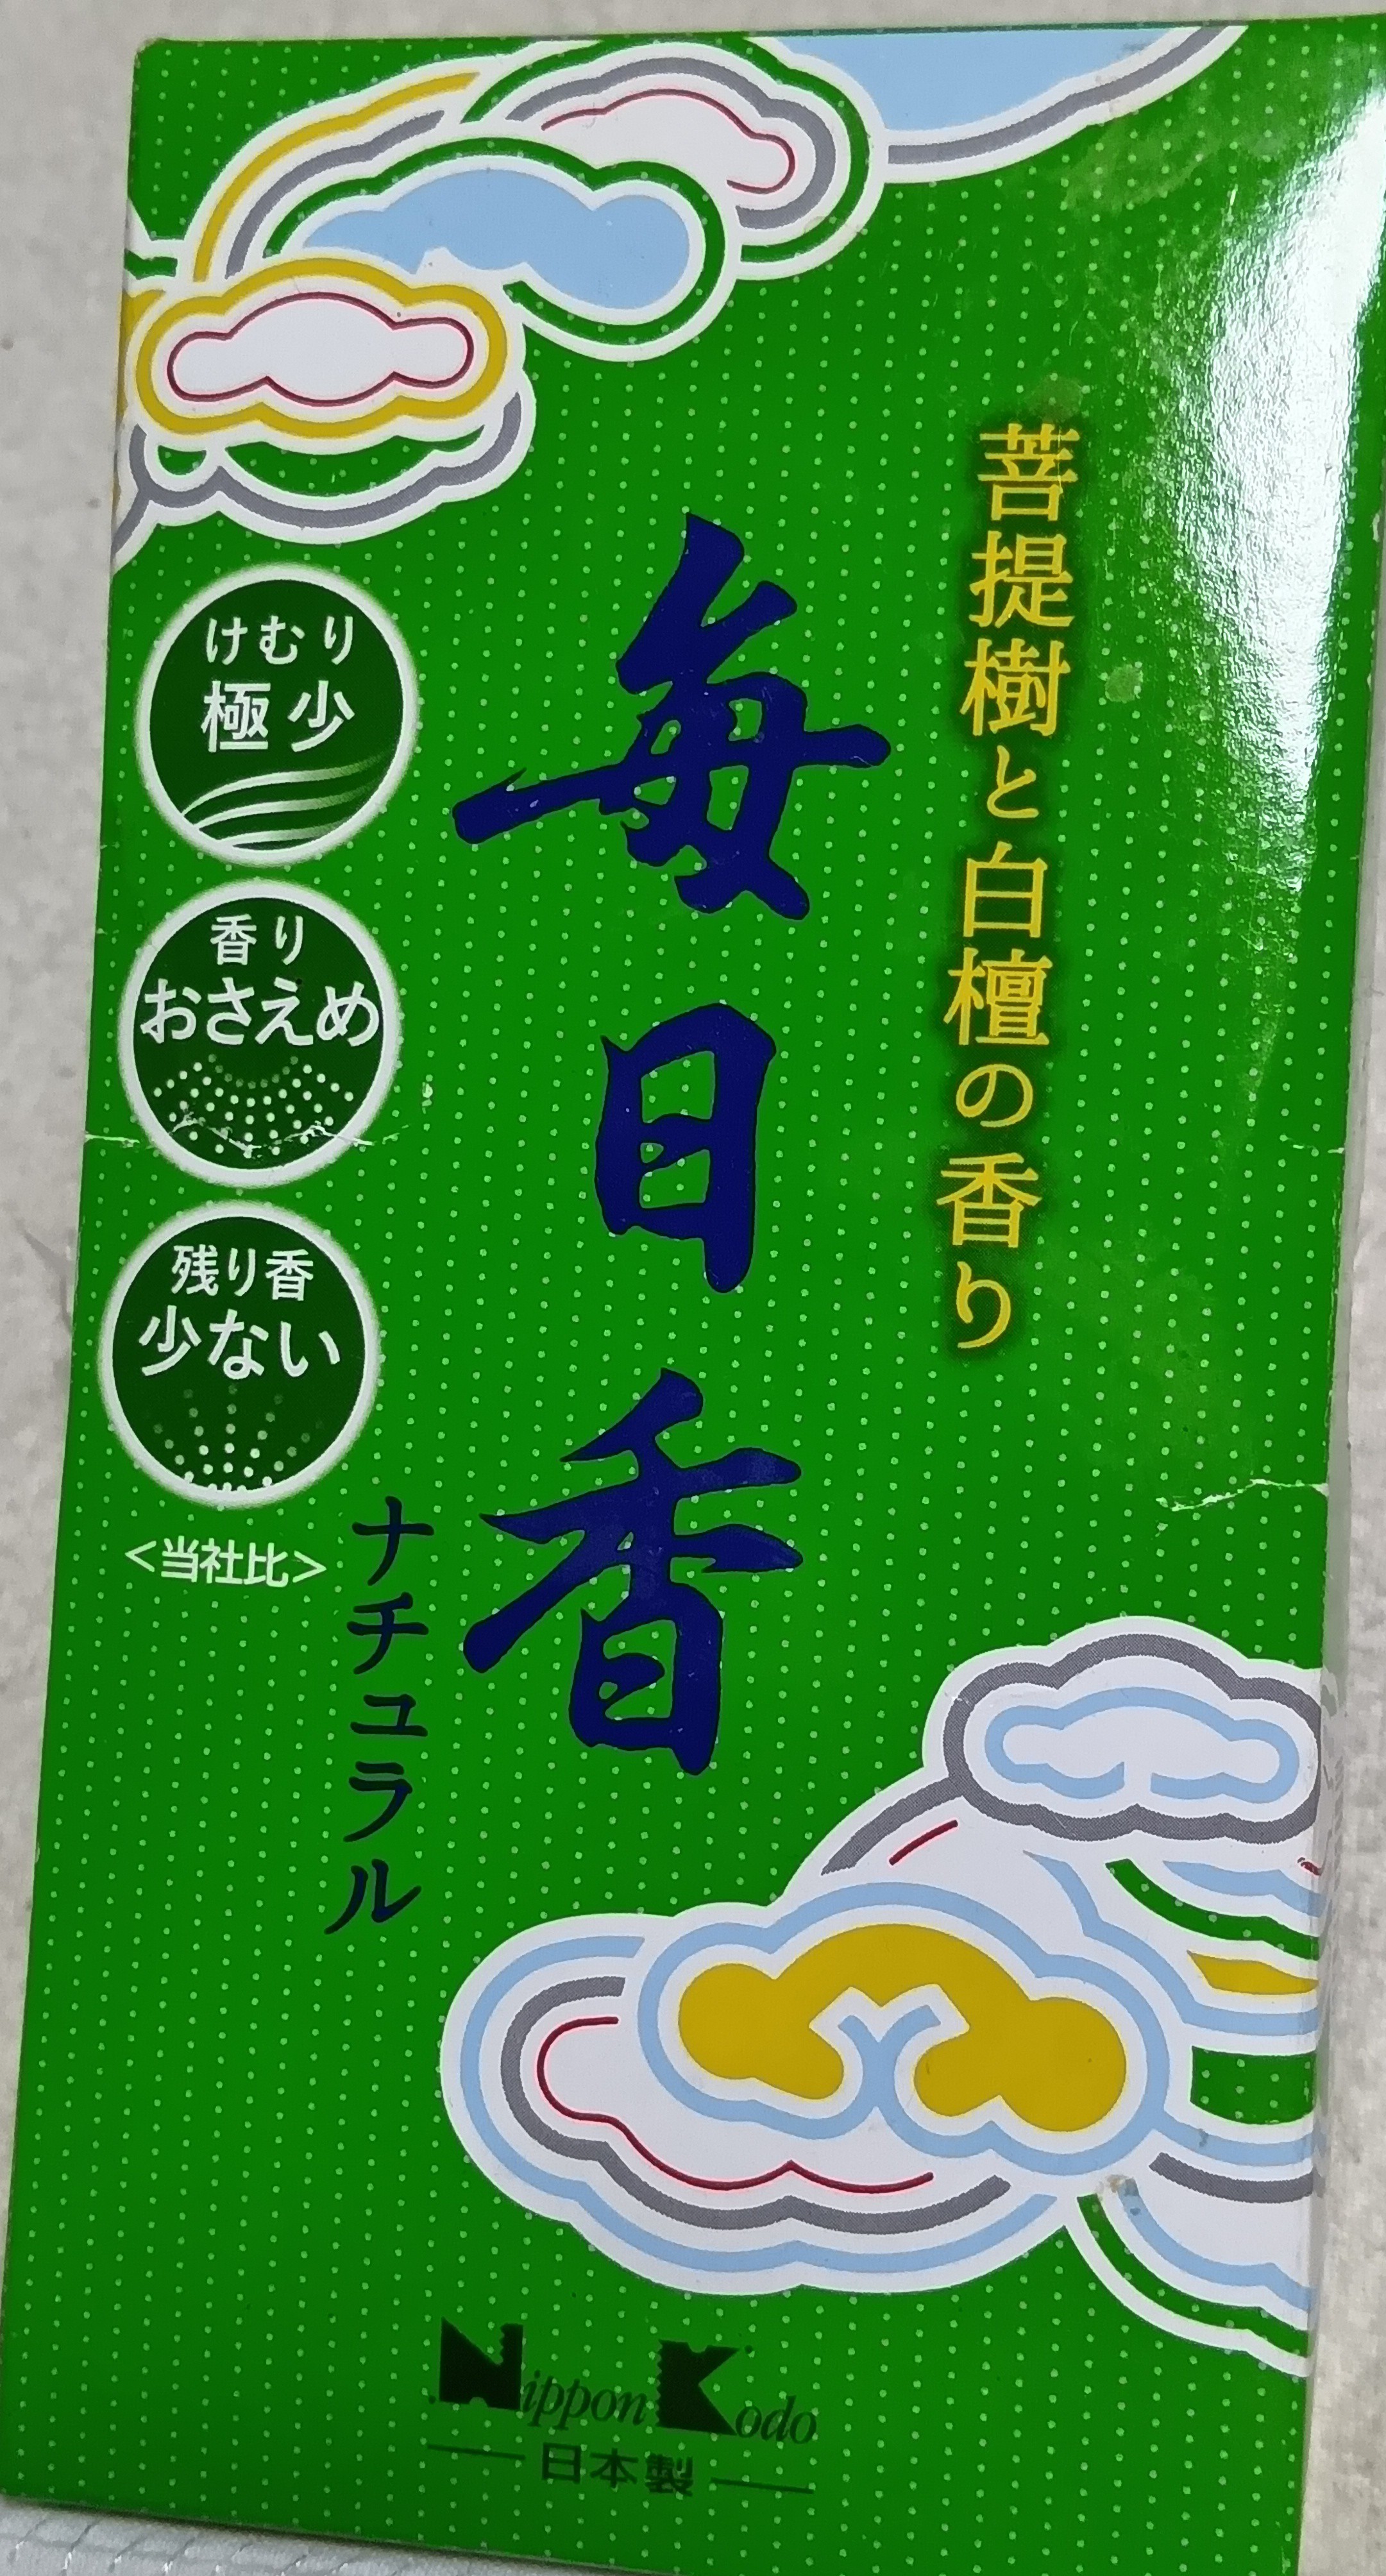 菩提樹と白檀の香り
毎日香
ナチュラル
けむり
極少
香り
おさえめ
残り香
少ない
<当社比>
Nippon Kodo
日本製